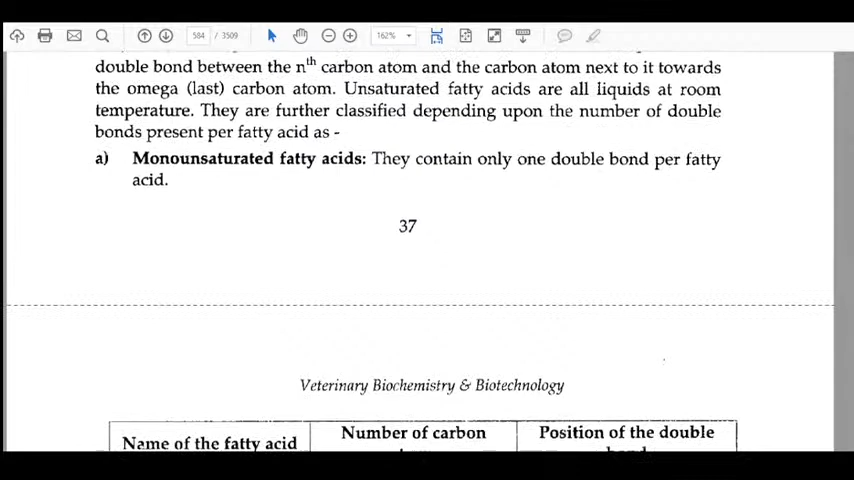 584 / 3509
162%
double bond between the nth carbon atom and the carbon atom next to it towards
the omega (last) carbon atom. Unsaturated fatty acids are all liquids at room
temperature. They are further classified depending upon the number of double
bonds present per fatty acid as -
a) Monounsaturated fatty acids: They contain only one double bond per fatty
acid.
37
Veterinary Biochemistry & Biotechnology
Name of the fatty acid
Number of carbon
Position of the double